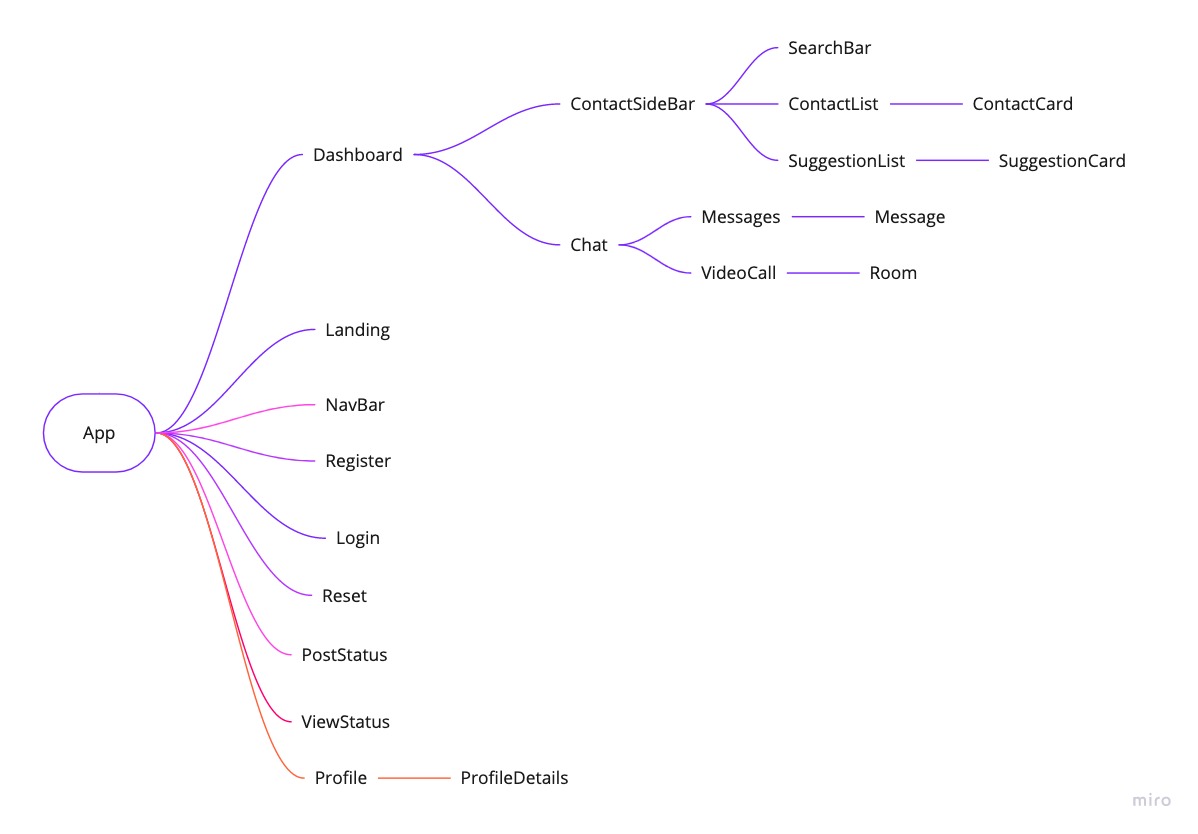 SearchBar
ContactSideBar
ContactList
ContactCard
Dashboard
SuggestionList
SuggestionCard
Messages
Message
Chat
VideoCall
Room
Landing
NavBar
App
Register
Login
Reset
PostStatus
ViewStatus
Profile
ProfileDetails
miro